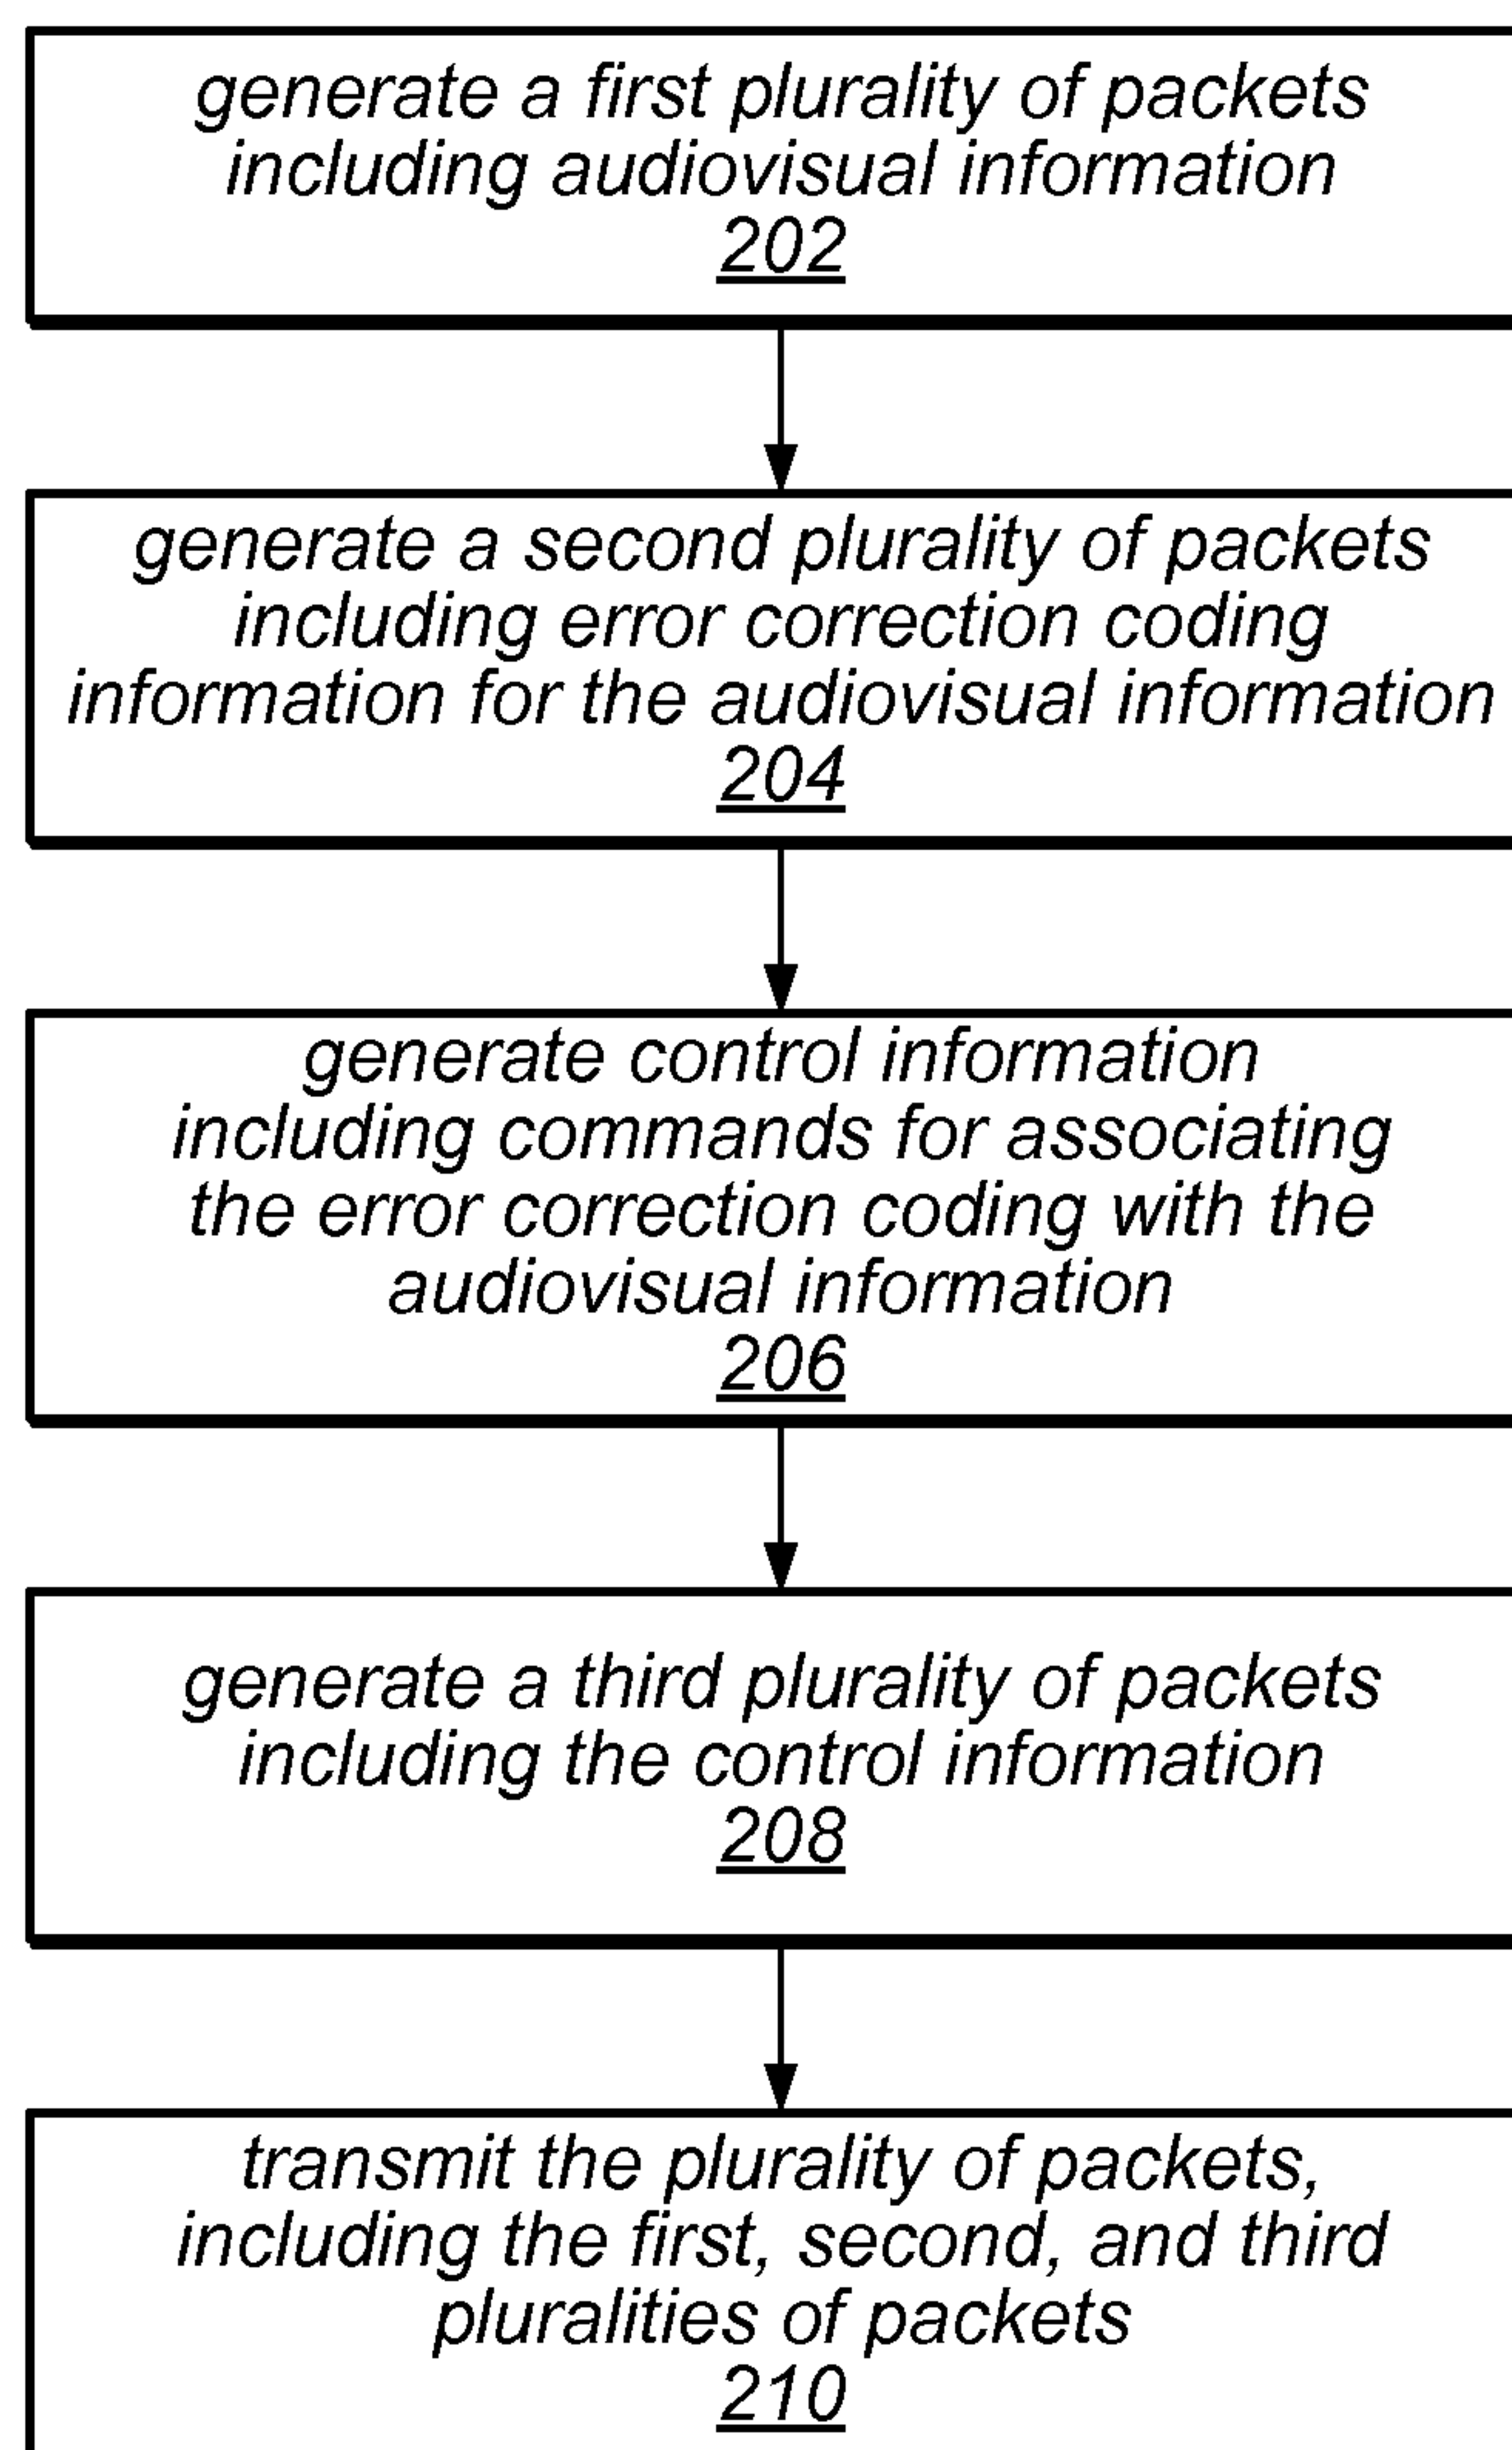 generate a first plurality of packets
including audiovisual information
202
generate a second plurality of packets
including error correction coding
information for the audiovisual information
204
generate control information
including commands for associating
the error correction coding with the
audiovisual information
206
generate a third plurality of packets
including the control information
208
transmit the plurality of packets,
including the first, second, and third
pluralities of packets
210